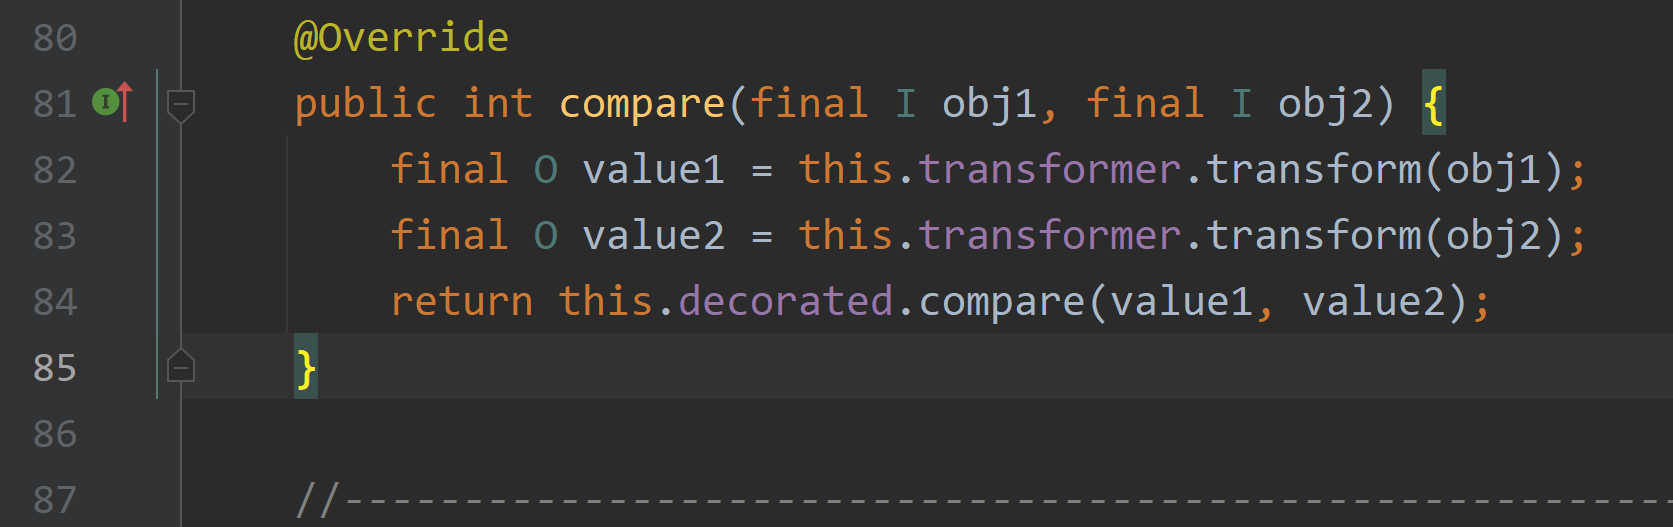 80 @Override
81 I public int compare(final I obj1, final I obj2) {
82 final O value1 = this.transformer.transform(obj1);
83 final O value2 = this.transformer.transform(obj2);
84 return this.decorated.compare(value1, value2);
85 }
86
87 //--------------------------------------------------------